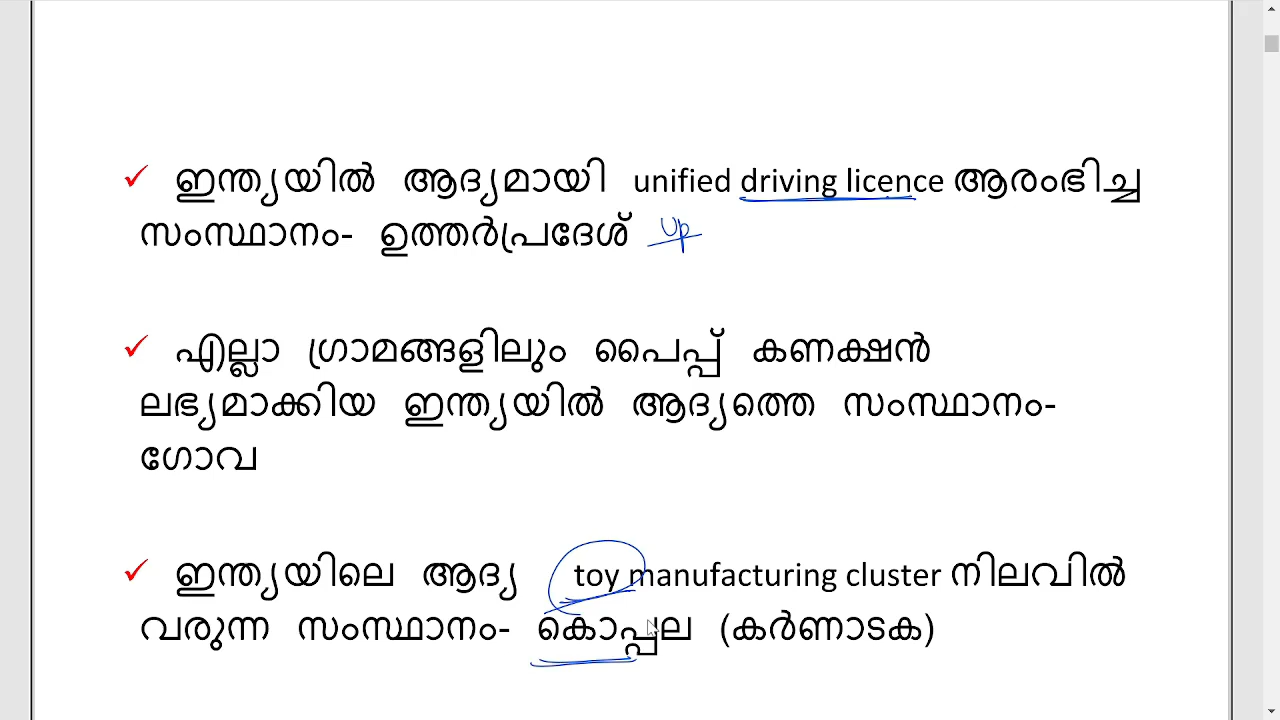 ഇന്ത്യയിൽ ആദ്യമായി unified driving licence ആരംഭിച്ച
സംസ്ഥാനം- ഉത്തർപ്രദേശ് UP
എല്ലാ ഗ്രാമങ്ങളിലും പൈപ്പ് കണക്ഷൻ
ലഭ്യമാക്കിയ ഇന്ത്യയിൽ ആദ്യത്തെ സംസ്ഥാനം-
ഗോവ
ഇന്ത്യയിലെ ആദ്യ toy manufacturing cluster നിലവിൽ
വരുന്ന സംസ്ഥാനം- കൊപ്പല (കർണാടക)